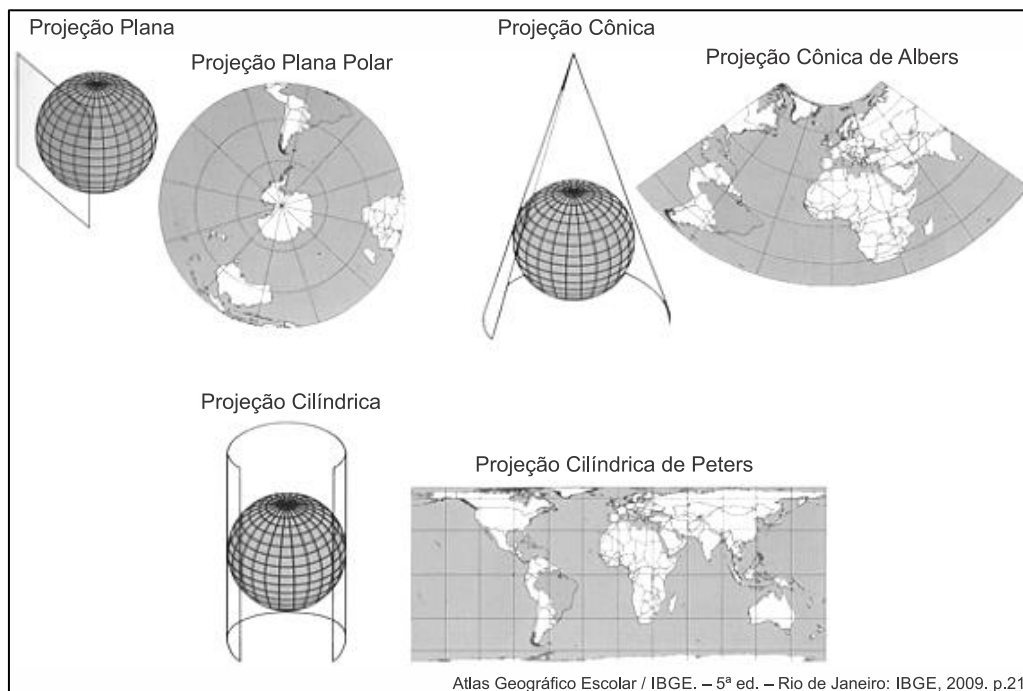 Projeção Plana
Projeção Plana Polar
Projeção Cônica
Projeção Cônica de Albers
Projeção Cilíndrica
Projeção Cilíndrica de Peters
Atlas Geográfico Escolar / IBGE. – 5ª ed. – Rio de Janeiro: IBGE, 2009. p.21